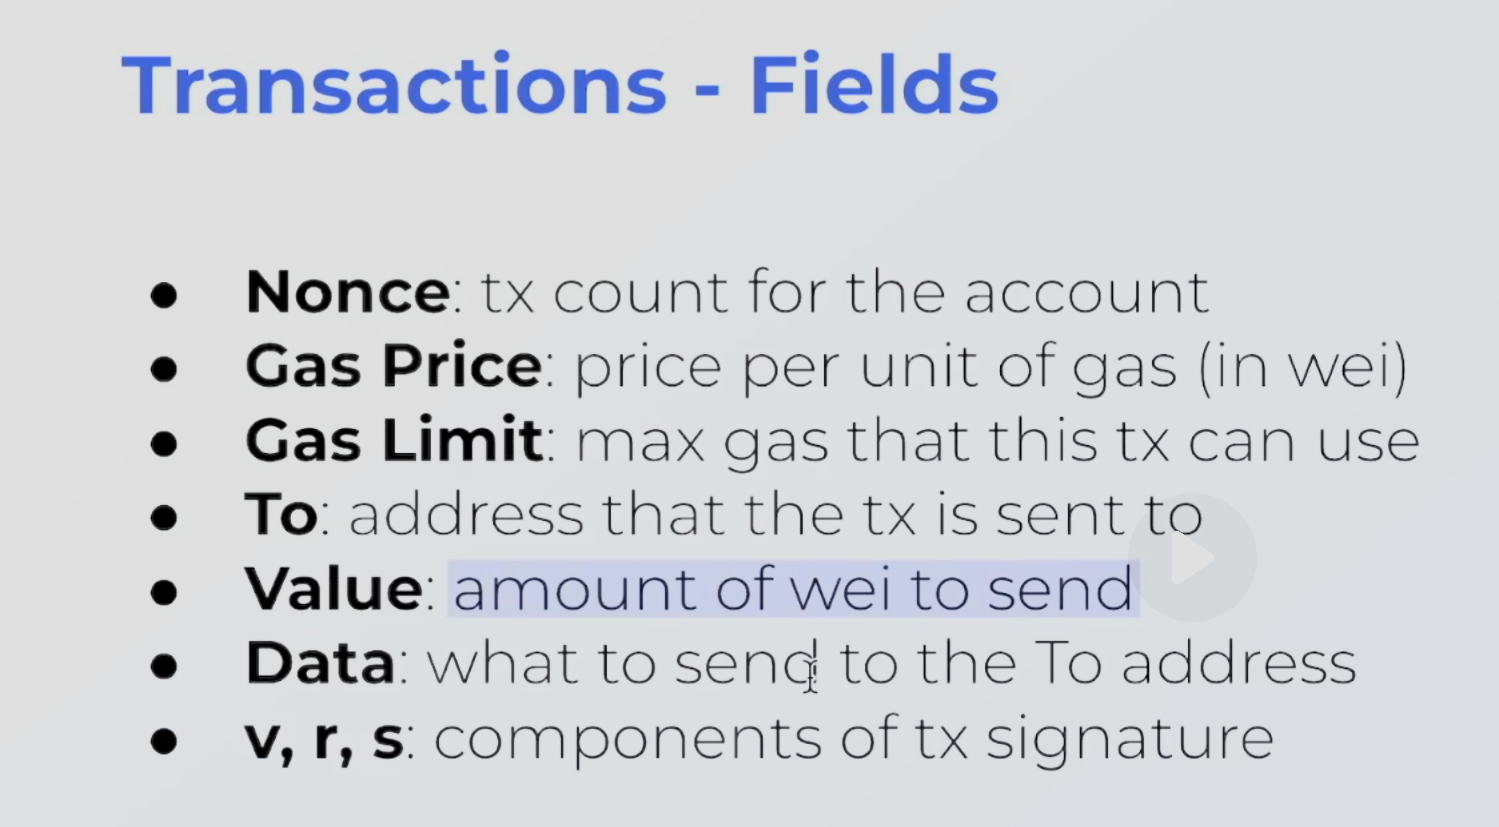 Transactions - Fields
● Nonce: tx count for the account
● Gas Price: price per unit of gas (in wei)
● Gas Limit: max gas that this tx can use
● To: address that the tx is sent to
● Value: amount of wei to send
● Data: what to send to the To address
● v, r, s: components of tx signature